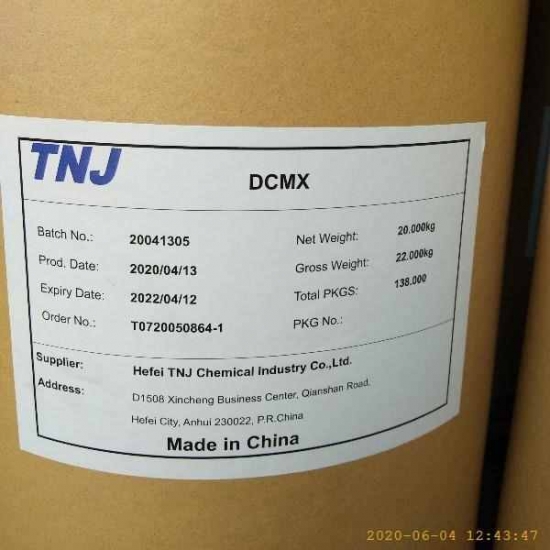 TNJ
DCMX
Batch No.: 20041305 Net Weight: 20.000kg
Prod. Date: 2020/04/13 Gross Weight: 22.000kg
Expiry Date: 2022/04/12 Total PKGS: 138.000
Order No.: T0720050864-1 PKG No.:
Supplier: Hefei TNJ Chemical Industry Co.,Ltd.
Address: D1508 Xincheng Business Center, Qianshan Road,
Hefei City, Anhui 230022, P.R.China
Made in China
2020-06-04 12:43:47